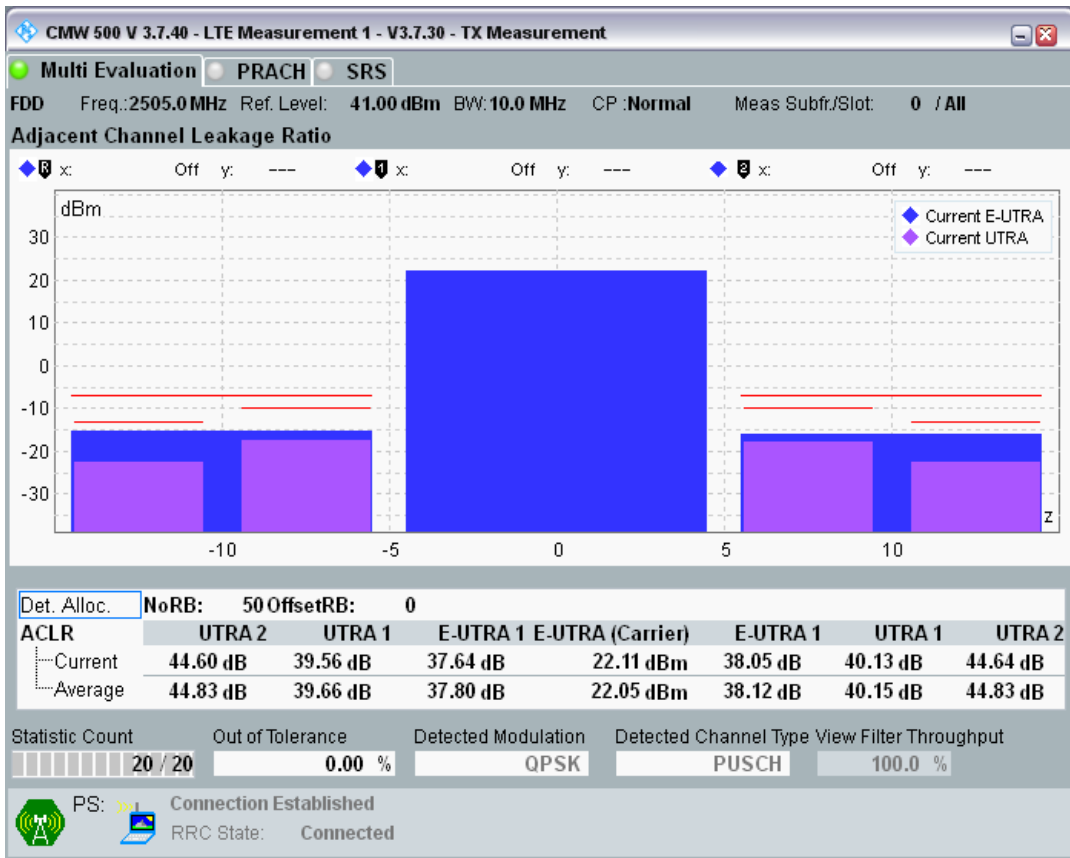 CMW 500 V 3.7.40 - LTE Measurement 1 - V3.7.30 - TX Measurement
Multi Evaluation PRACH SRS
FDD Freq.:2505.0 MHz Ref. Level: 41.00 dBm BW:10.0 MHz CP :Normal Meas Subfr./Slot: 0 / All
Adjacent Channel Leakage Ratio
R x: Off y: --- 1 x: Off y: --- 2 x: Off y: ---
dBm
Current E-UTRA
Current UTRA
30
20
10
0
-10
-20
-30
z
-10 -5 0 5 10
Det. Alloc. NoRB: 50 OffsetRB: 0
ACLR UTRA 2 UTRA 1 E-UTRA 1 E-UTRA (Carrier) E-UTRA 1 UTRA 1 UTRA 2
Current 44.60 dB 39.56 dB 37.64 dB 22.11 dBm 38.05 dB 40.13 dB 44.64 dB
Average 44.83 dB 39.66 dB 37.80 dB 22.05 dBm 38.12 dB 40.15 dB 44.83 dB
Statistic Count Out of Tolerance Detected Modulation Detected Channel Type View Filter Throughput
20 / 20 0.00 % QPSK PUSCH 100.0 %
PS: Connection Established
RRC State: Connected